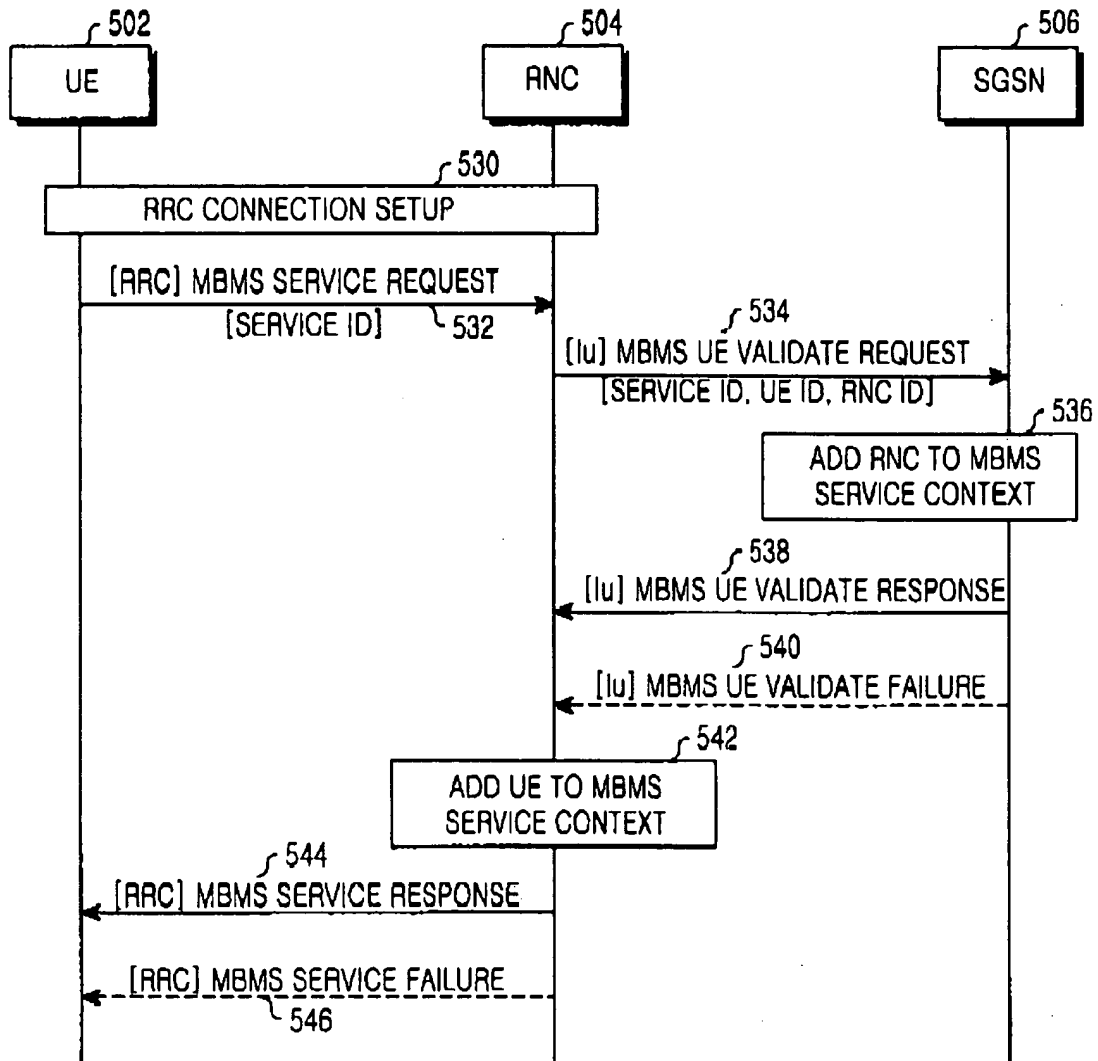 502
504
506
UE
RNC
SGSN
530
RRC CONNECTION SETUP
[RRC] MBMS SERVICE REQUEST
[SERVICE ID]
532
534
[Iu] MBMS UE VALIDATE REQUEST
[SERVICE ID, UE ID, RNC ID]
536
ADD RNC TO MBMS
SERVICE CONTEXT
538
[Iu] MBMS UE VALIDATE RESPONSE
540
[Iu] MBMS UE VALIDATE FAILURE
542
ADD UE TO MBMS
SERVICE CONTEXT
544
[RRC] MBMS SERVICE RESPONSE
[RRC] MBMS SERVICE FAILURE
546